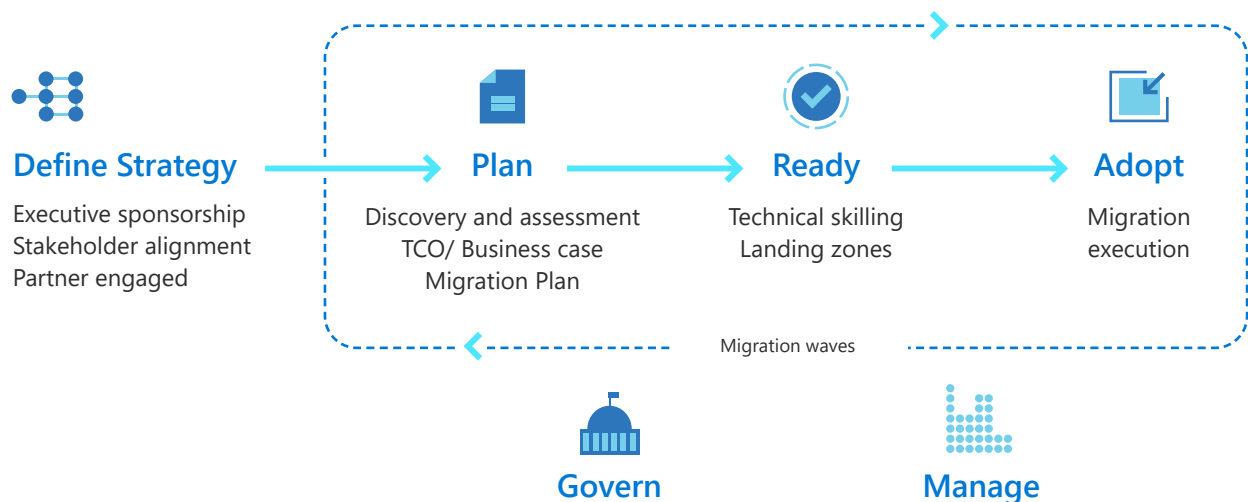 Define Strategy
Executive sponsorship
Stakeholder alignment
Partner engaged
Plan
Discovery and assessment
TCO/ Business case
Migration Plan
Ready
Technical skilling
Landing zones
Adopt
Migration
execution
Migration waves
Govern
Manage